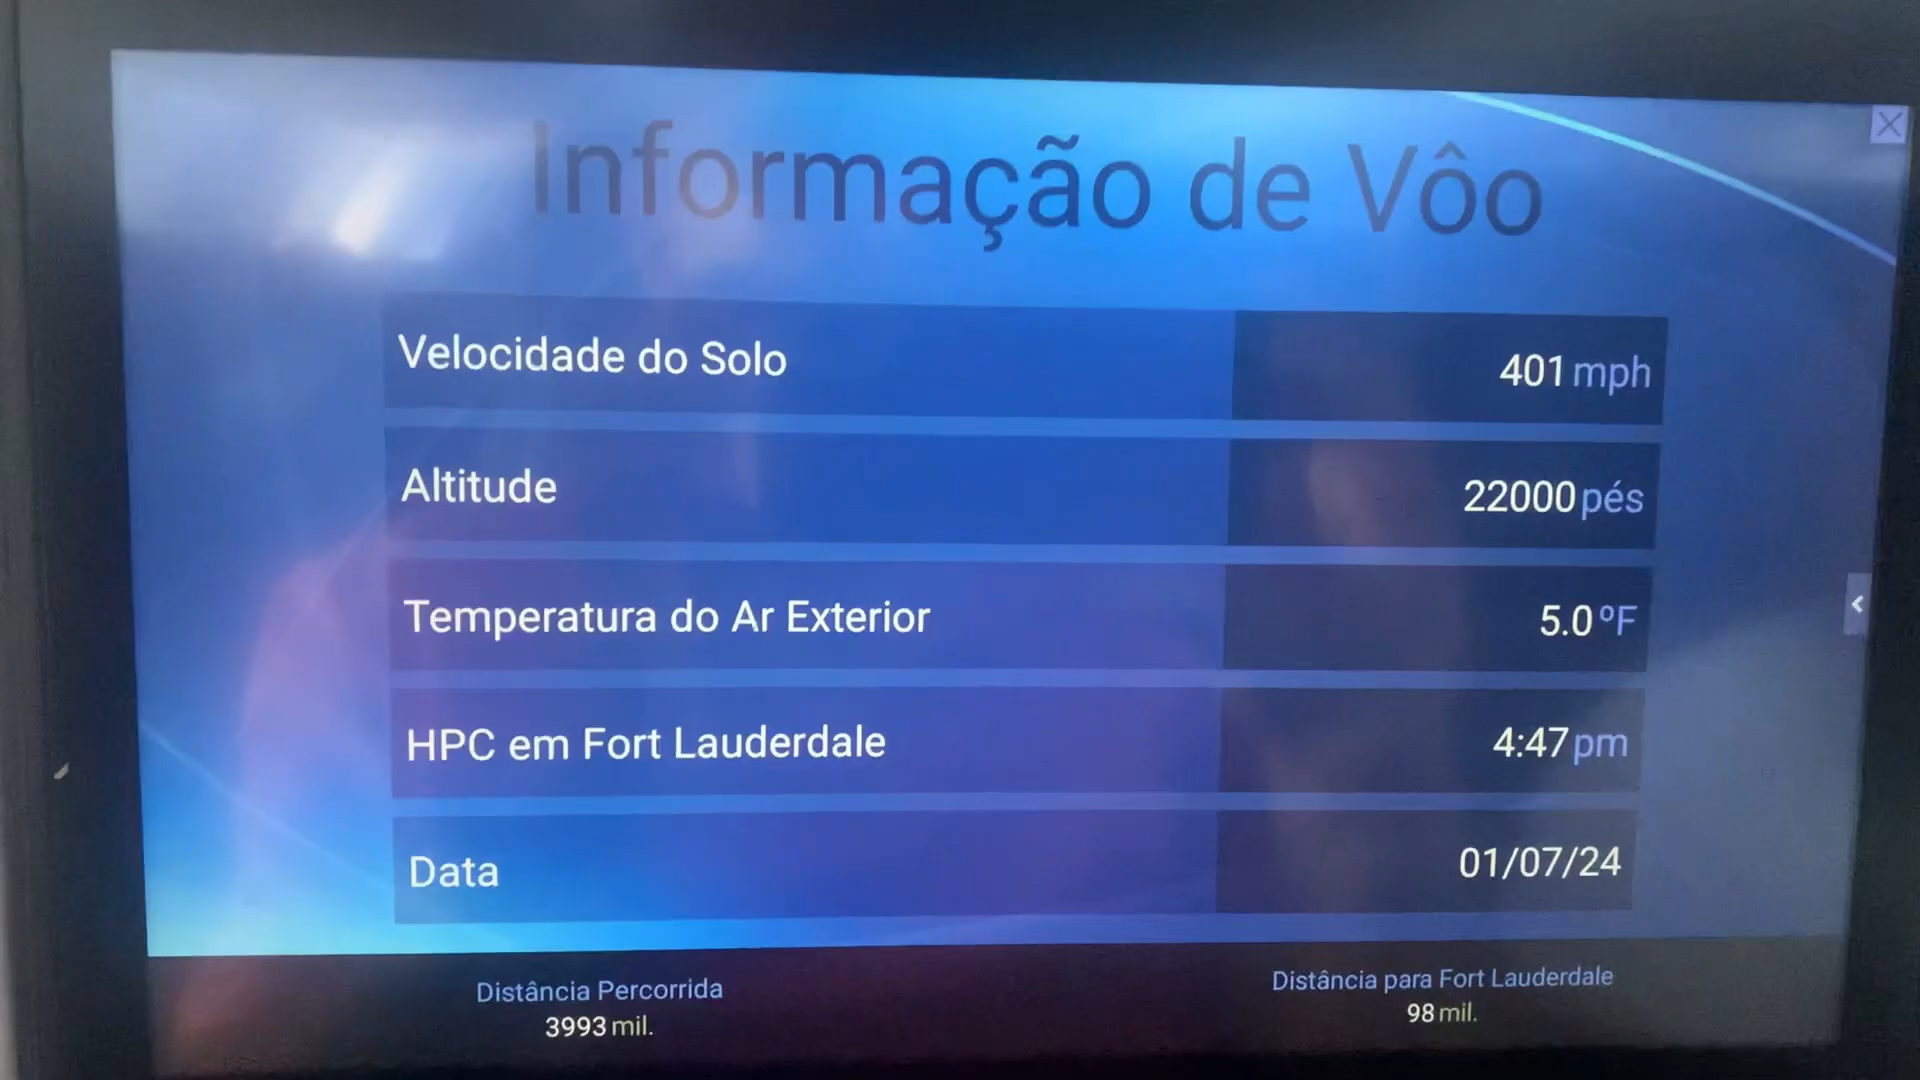 Informação de Vôo
Velocidade do Solo 401 mph
Altitude 22000 pés
Temperatura do Ar Exterior 5.0 ºF
HPC em Fort Lauderdale 4:47 pm
Data 01/07/24
Distância Percorrida
3993 mil.
Distância para Fort Lauderdale
98 mil.